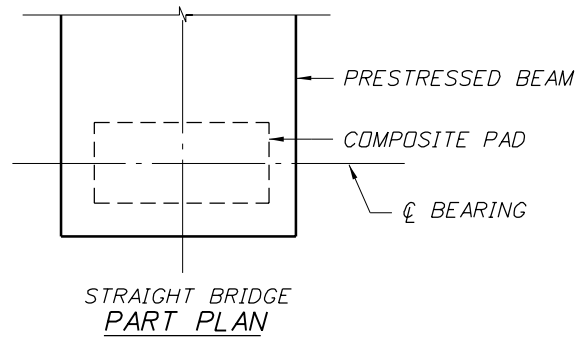 PRESTRESSED BEAM
COMPOSITE PAD
℄ BEARING
STRAIGHT BRIDGE
PART PLAN